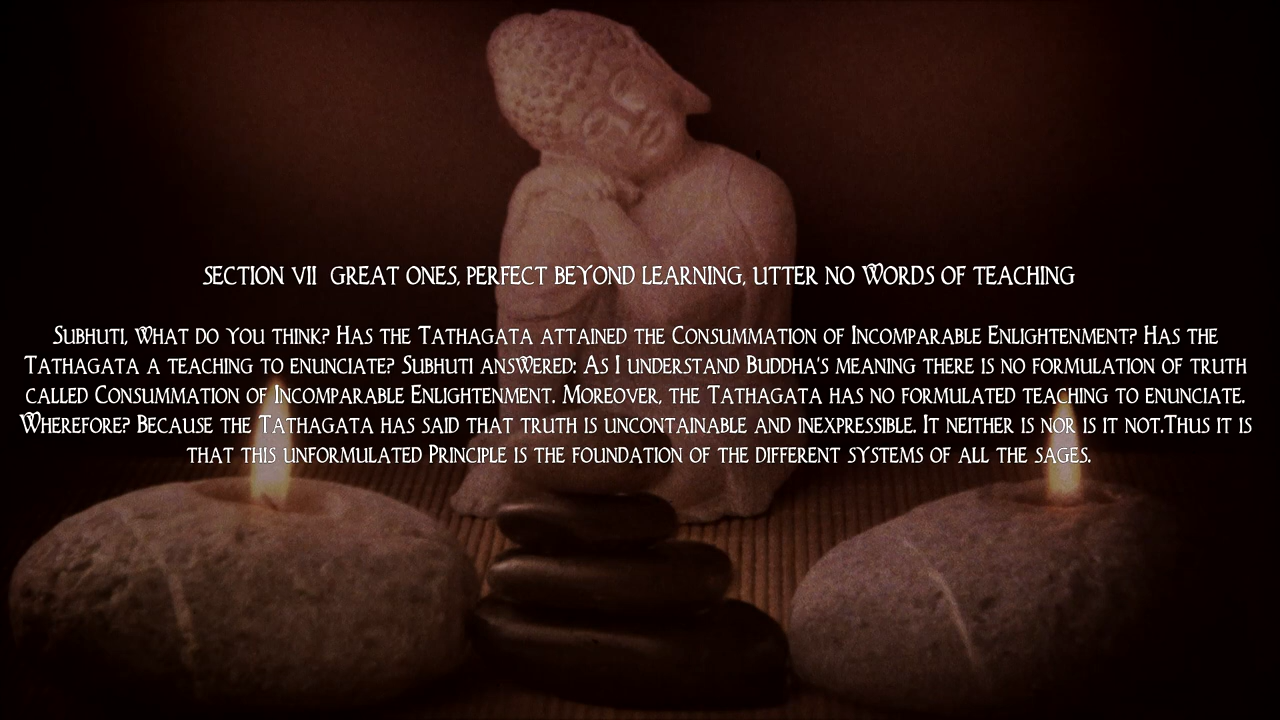 SECTION VII GREAT ONES, PERFECT BEYOND LEARNING, UTTER NO WORDS OF TEACHING
Subhuti, what do you think? Has the Tathagata attained the Consummation of Incomparable Enlightenment? Has the
Tathagata a teaching to enunciate? Subhuti answered: As I understand Buddha's meaning there is no formulation of truth
called Consummation of Incomparable Enlightenment. Moreover, the Tathagata has no formulated teaching to enunciate.
Wherefore? Because the Tathagata has said that truth is uncontainable and inexpressible. It neither is nor is it not.Thus it is
that this unformulated Principle is the foundation of the different systems of all the sages.